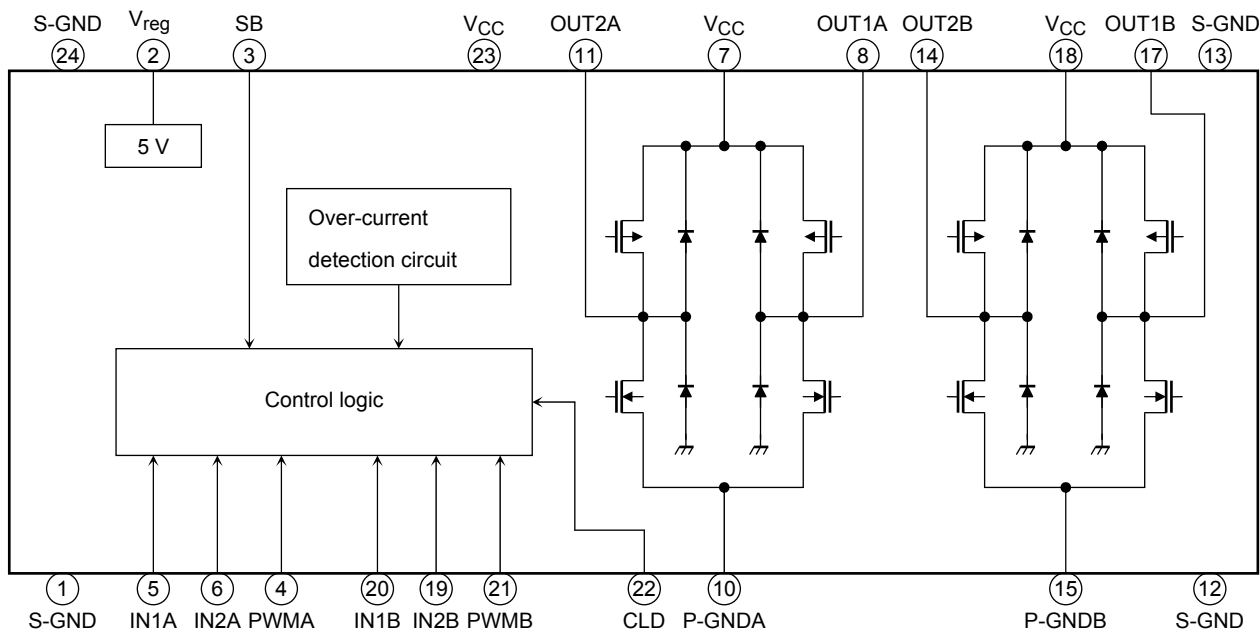 S-GND Vreg SB VCC OUT2A VCC OUT1A OUT2B VCC OUT1B S-GND
24 2 3 23 11 7 8 14 18 17 13
5 V
Over-current
detection circuit
Control logic
1 5 6 4 20 19 21 22 10 15 12
S-GND IN1A IN2A PWMA IN1B IN2B PWMB CLD P-GNDA P-GNDB S-GND